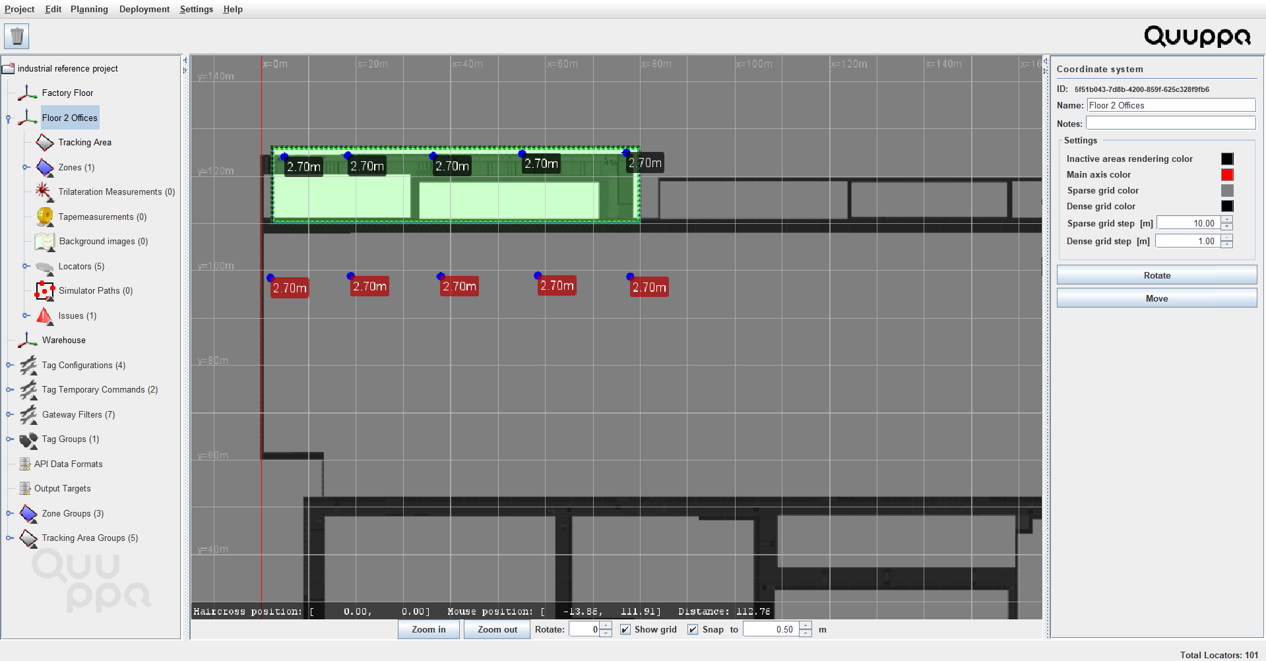 Project Edit Planning Deployment Settings Help
Quuppa
industrial reference project
Factory Floor
Floor 2 Offices
Tracking Area
Zones (1)
Trilateration Measurements (0)
Tapemeasurements (0)
Background images (0)
Locators (5)
Simulator Paths (0)
Issues (1)
Warehouse
Tag Configurations (4)
Tag Temporary Commands (2)
Gateway Filters (7)
Tag Groups (1)
API Data Formats
Output Targets
Zone Groups (3)
Tracking Area Groups (5)
Quuppa
x=0m x=20m x=40m x=60m x=80m x=100m x=120m x=140m
y=140m
y=120m
2.70m 2.70m 2.70m 2.70m 2.70m
y=100m
2.70m 2.70m 2.70m 2.70m 2.70m
y=80m
y=60m
y=40m
Haircross position: [ 0.00, 0.00] Mouse position: [ -13.86, 111.91] Distance: 112.76
Zoom in Zoom out Rotate: 0 Show grid Snap to 0.50 m
Coordinate system
ID: 5f51b043-7d8b-4200-859f-625c328f9fb6
Name: Floor 2 Offices
Notes:
Settings
Inactive areas rendering color
Main axis color
Sparse grid color
Dense grid color
Sparse grid step [m] 10.00
Dense grid step [m] 1.00
Rotate
Move
Total Locators: 101